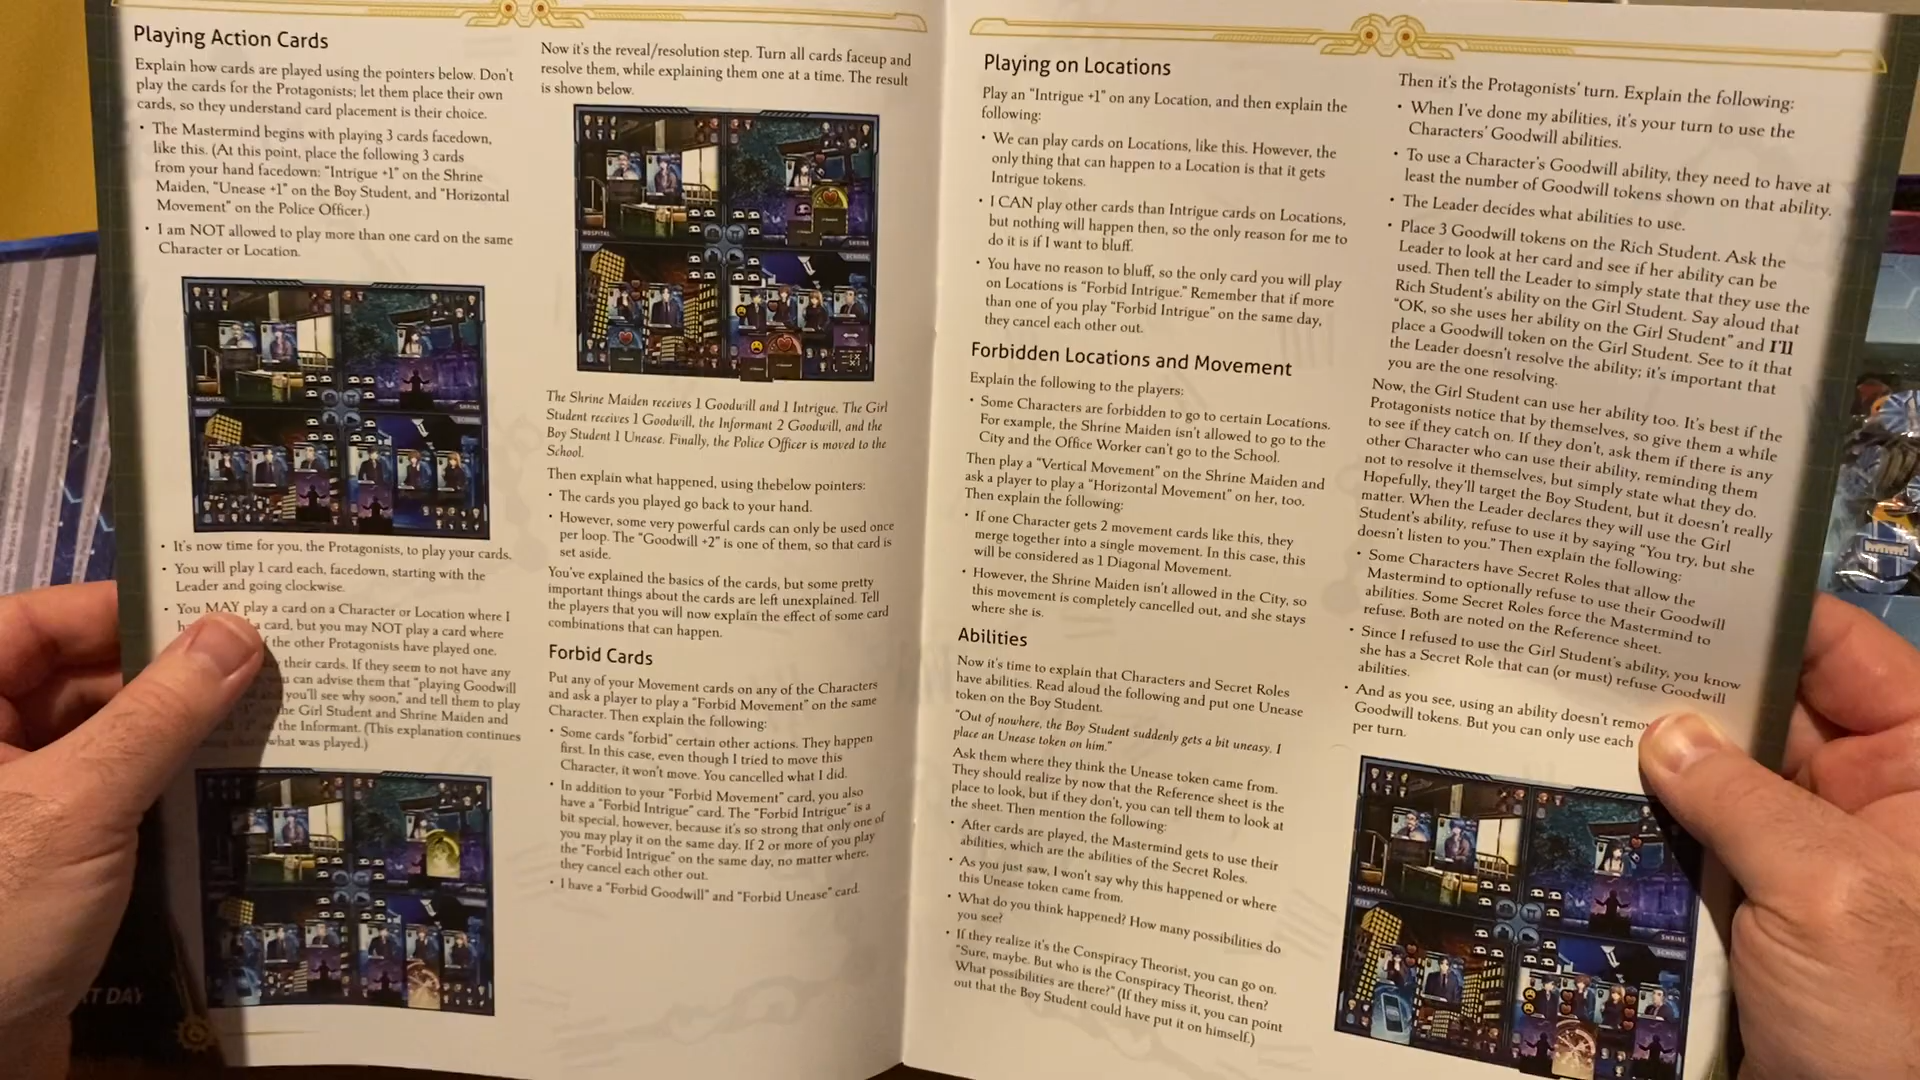 Playing Action Cards
Explain how cards are played using the pointers below. Don't
play the cards for the Protagonists; let them place their own
cards, so they understand card placement is their choice.
• The Mastermind begins with playing 3 cards facedown,
like this. (At this point, place the following 3 cards
from your hand facedown: "Intrigue +1" on the Shrine
Maiden, "Unease +1" on the Boy Student, and "Horizontal
Movement" on the Police Officer.)
• I am NOT allowed to play more than one card on the same
Character or Location.
HOSPITAL
SHRINE
CITY
SCHOOL
• It's now time for you, the Protagonists, to play your cards.
• You will play 1 card each, facedown, starting with the
Leader and going clockwise.
• You MAY play a card on a Character or Location where I
a card, but you may NOT play a card where
f the other Protagonists have played one.
their cards. If they seem to not have any
can advise them that "playing Goodwill
you'll see why soon," and tell them to play
the Girl Student and Shrine Maiden and
the Informant. (This explanation continues
what was played.)
Now it's the reveal/resolution step. Turn all cards faceup and
resolve them, while explaining them one at a time. The result
is shown below.
HOSPITAL
SHRINE
CITY
SCHOOL
The Shrine Maiden receives 1 Goodwill and 1 Intrigue. The Girl
Student receives 1 Goodwill, the Informant 2 Goodwill, and the
Boy Student 1 Unease. Finally, the Police Officer is moved to the
School.
Then explain what happened, using thebelow pointers:
• The cards you played go back to your hand.
• However, some very powerful cards can only be used once
per loop. The "Goodwill +2" is one of them, so that card is
set aside.
You've explained the basics of the cards, but some pretty
important things about the cards are left unexplained. Tell
the players that you will now explain the effect of some card
combinations that can happen.
Forbid Cards
Put any of your Movement cards on any of the Characters
and ask a player to play a "Forbid Movement" on the same
Character. Then explain the following:
• Some cards "forbid" certain other actions. They happen
first. In this case, even though I tried to move this
Character, it won't move. You cancelled what I did.
• In addition to your "Forbid Movement" card, you also
have a "Forbid Intrigue" card. The "Forbid Intrigue" is a
bit special, however, because it's so strong that only one of
you may play it on the same day. If 2 or more of you play
the "Forbid Intrigue" on the same day, no matter where,
they cancel each other out.
• I have a "Forbid Goodwill" and "Forbid Unease" card.
Playing on Locations
Play an "Intrigue +1" on any Location, and then explain the
following:
• We can play cards on Locations, like this. However, the
only thing that can happen to a Location is that it gets
Intrigue tokens.
• I CAN play other cards than Intrigue cards on Locations,
but nothing will happen then, so the only reason for me to
do it is if I want to bluff.
• You have no reason to bluff, so the only card you will play
on Locations is "Forbid Intrigue." Remember that if more
than one of you play "Forbid Intrigue" on the same day,
they cancel each other out.
Forbidden Locations and Movement
Explain the following to the players:
• Some Characters are forbidden to go to certain Locations.
For example, the Shrine Maiden isn't allowed to go to the
City and the Office Worker can't go to the School.
Then play a "Vertical Movement" on the Shrine Maiden and
ask a player to play a "Horizontal Movement" on her, too.
Then explain the following:
• If one Character gets 2 movement cards like this, they
merge together into a single movement. In this case, this
will be considered as 1 Diagonal Movement.
• However, the Shrine Maiden isn't allowed in the City, so
this movement is completely cancelled out, and she stays
where she is.
Abilities
Now it's time to explain that Characters and Secret Roles
have abilities. Read aloud the following and put one Unease
token on the Boy Student.
"Out of nowhere, the Boy Student suddenly gets a bit uneasy. I
place an Unease token on him."
Ask them where they think the Unease token came from.
They should realize by now that the Reference sheet is the
place to look, but if they don't, you can tell them to look at
the sheet. Then mention the following:
• After cards are played, the Mastermind gets to use their
abilities, which are the abilities of the Secret Roles.
• As you just saw, I won't say why this happened or where
this Unease token came from.
• What do you think happened? How many possibilities do
you see?
• If they realize it's the Conspiracy Theorist, you can go on.
"Sure, maybe. But who is the Conspiracy Theorist, then?
What possibilities are there?" (If they miss it, you can point
out that the Boy Student could have put it on himself.)
Then it's the Protagonists' turn. Explain the following:
• When I've done my abilities, it's your turn to use the
Characters' Goodwill abilities.
• To use a Character's Goodwill ability, they need to have at
least the number of Goodwill tokens shown on that ability.
• The Leader decides what abilities to use.
• Place 3 Goodwill tokens on the Rich Student. Ask the
Leader to look at her card and see if her ability can be
used. Then tell the Leader to simply state that they use the
Rich Student's ability on the Girl Student. Say aloud that
"OK, so she uses her ability on the Girl Student" and I'll
place a Goodwill token on the Girl Student. See to it that
the Leader doesn't resolve the ability; it's important that
you are the one resolving.
Now, the Girl Student can use her ability too. It's best if the
Protagonists notice that by themselves, so give them a while
to see if they catch on. If they don't, ask them if there is any
other Character who can use their ability, reminding them
not to resolve it themselves, but simply state what they do.
Hopefully, they'll target the Boy Student, but it doesn't really
matter. When the Leader declares they will use the Girl
Student's ability, refuse to use it by saying "You try, but she
doesn't listen to you." Then explain the following:
• Some Characters have Secret Roles that allow the
Mastermind to optionally refuse to use their Goodwill
abilities. Some Secret Roles force the Mastermind to
refuse. Both are noted on the Reference sheet.
• Since I refused to use the Girl Student's ability, you know
she has a Secret Role that can (or must) refuse Goodwill
abilities.
• And as you see, using an ability doesn't remo
Goodwill tokens. But you can only use each
per turn.
HOSPITAL
SHRINE
CITY
SCHOOL
T DAY